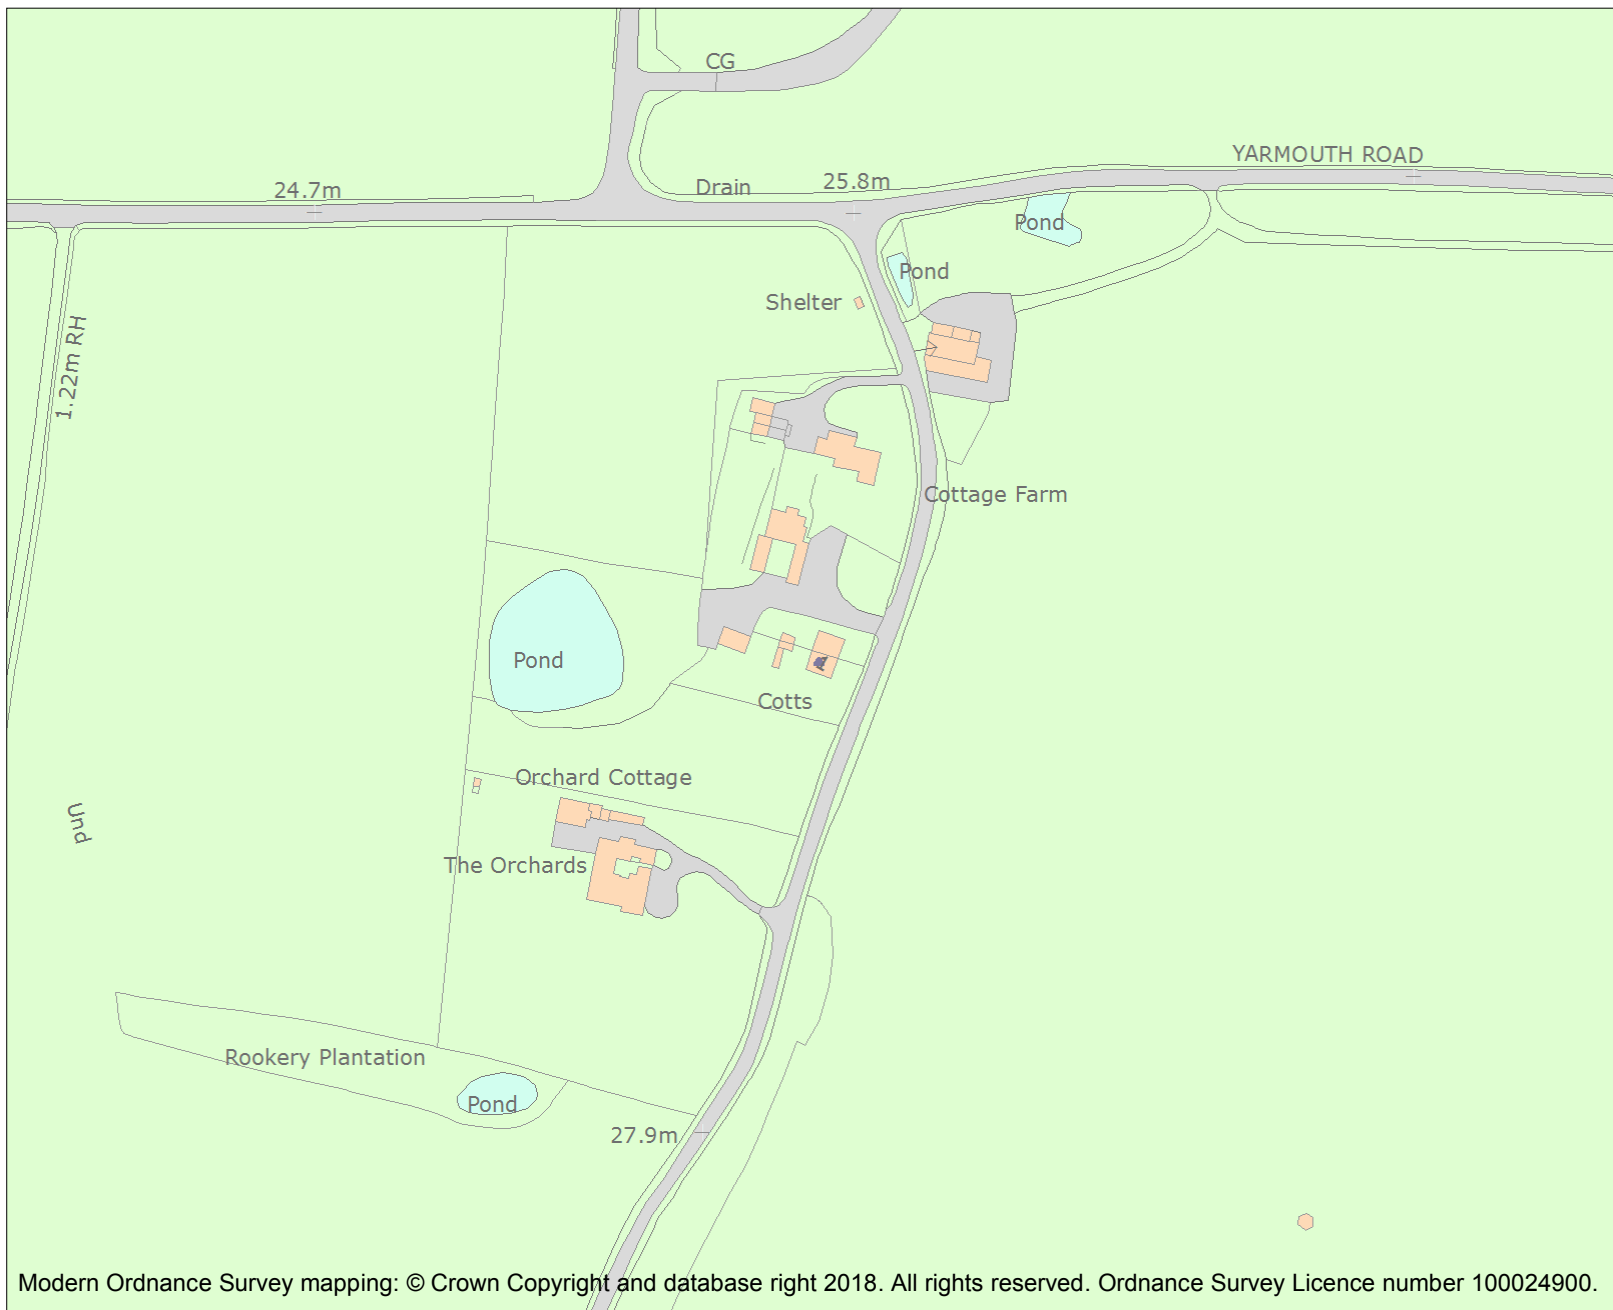 CG
YARMOUTH ROAD
24.7m
Drain
25.8m
Pond
Pond
Shelter
1.22m RH
Cottage Farm
Pond
Cotts
Orchard Cottage
Und
The Orchards
Rookery Plantation
Pond
27.9m
Modern Ordnance Survey mapping: © Crown Copyright and database right 2018. All rights reserved. Ordnance Survey Licence number 100024900.